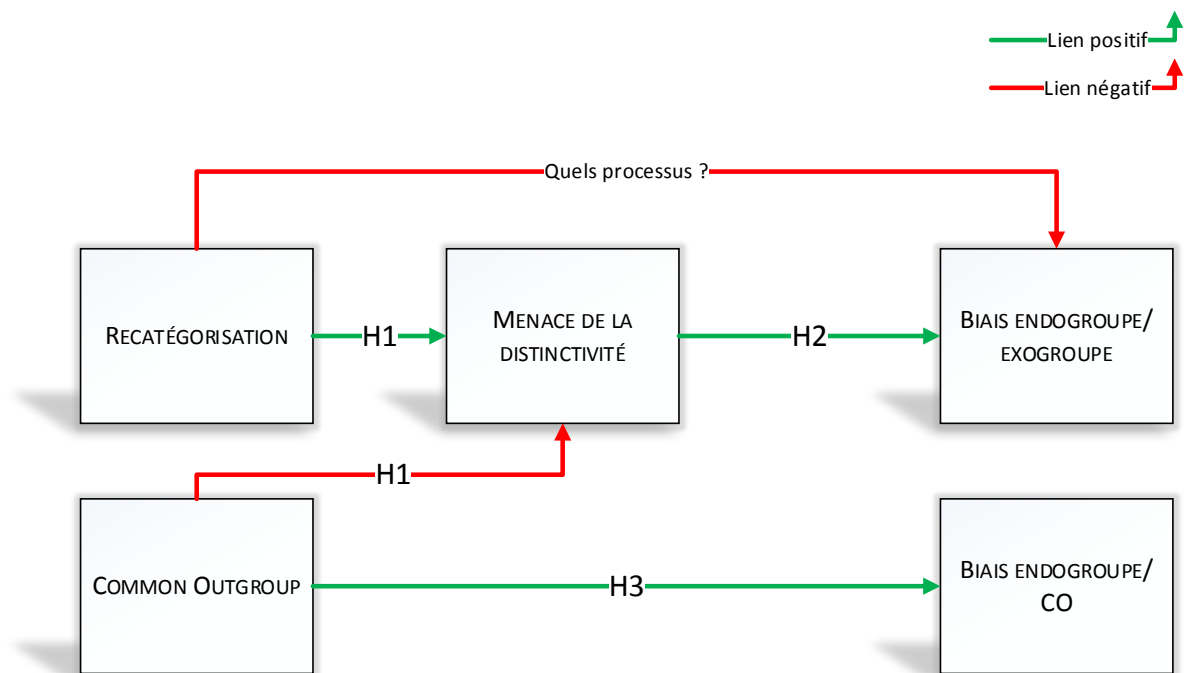 Lien positif
Lien négatif
Quels processus ?
RECATÉGORISATION
H1
MENACE DE LA
DISTINCTIVITÉ
H2
BIAIS ENDOGROUPE/
EXOGROUPE
H1
COMMON OUTGROUP
H3
BIAIS ENDOGROUPE/
CO